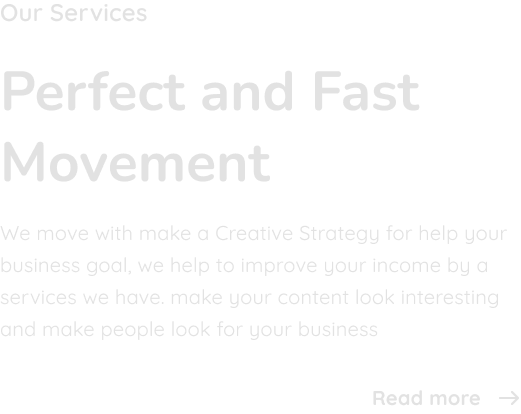 Our Services
Perfect and Fast
Movement
We move with make a Creative Strategy for help your
business goal, we help to improve your income by a
services we have. make your content look interesting
and make people look for your business
Read more →